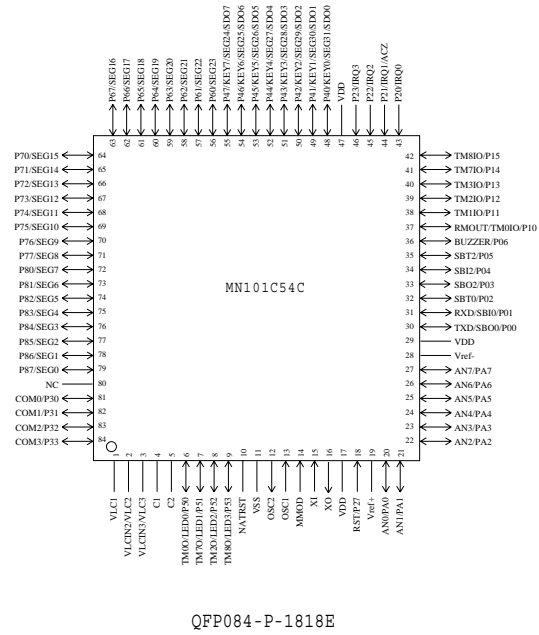 P67/SEG16
P66/SEG17
P65/SEG18
P64/SEG19
P63/SEG20
P62/SEG21
P61/SEG22
P60/SEG23
P47/KEY7/SEG24/SDO7
P46/KEY6/SEG25/SDO6
P45/KEY5/SEG26/SDO5
P44/KEY4/SEG27/SDO4
P43/KEY3/SEG28/SDO3
P42/KEY2/SEG29/SDO2
P41/KEY1/SEG30/SDO1
P40/KEY0/SEG31/SDO0
VDD
P23/IRQ3
P22/IRQ2
P21/IRQ1/ACZ
P20/IRQ0
63 62 61 60 59 58 57 56 55 54 53 52 51 50 49 48 47 46 45 44 43
P70/SEG15 64
P71/SEG14 65
P72/SEG13 66
P73/SEG12 67
P74/SEG11 68
P75/SEG10 69
P76/SEG9 70
P77/SEG8 71
P80/SEG7 72
P81/SEG6 73
P82/SEG5 74
P83/SEG4 75
P84/SEG3 76
P85/SEG2 77
P86/SEG1 78
P87/SEG0 79
NC 80
COM0/P30 81
COM1/P31 82
COM2/P32 83
COM3/P33 84
MN101C54C
42 TM8IO/P15
41 TM7IO/P14
40 TM3IO/P13
39 TM2IO/P12
38 TM1IO/P11
37 RMOUT/TM0IO/P10
36 BUZZER/P06
35 SBT2/P05
34 SBI2/P04
33 SBO2/P03
32 SBT0/P02
31 RXD/SBI0/P01
30 TXD/SBO0/P00
29 VDD
28 Vref-
27 AN7/PA7
26 AN6/PA6
25 AN5/PA5
24 AN4/PA4
23 AN3/PA3
22 AN2/PA2
1 2 3 4 5 6 7 8 9 10 11 12 13 14 15 16 17 18 19 20 21
VLC1
VLCIN2/VLC2
VLCIN3/VLC3
C1
C2
TM0O/LED0/P50
TM7O/LED1/P51
TM2O/LED2/P52
TM8O/LED3/P53
NATRST
VSS
OSC2
OSC1
MMOD
XI
XO
VDD
RST/P27
Vref+
AN0/PA0
AN1/PA1
QFP084-P-1818E